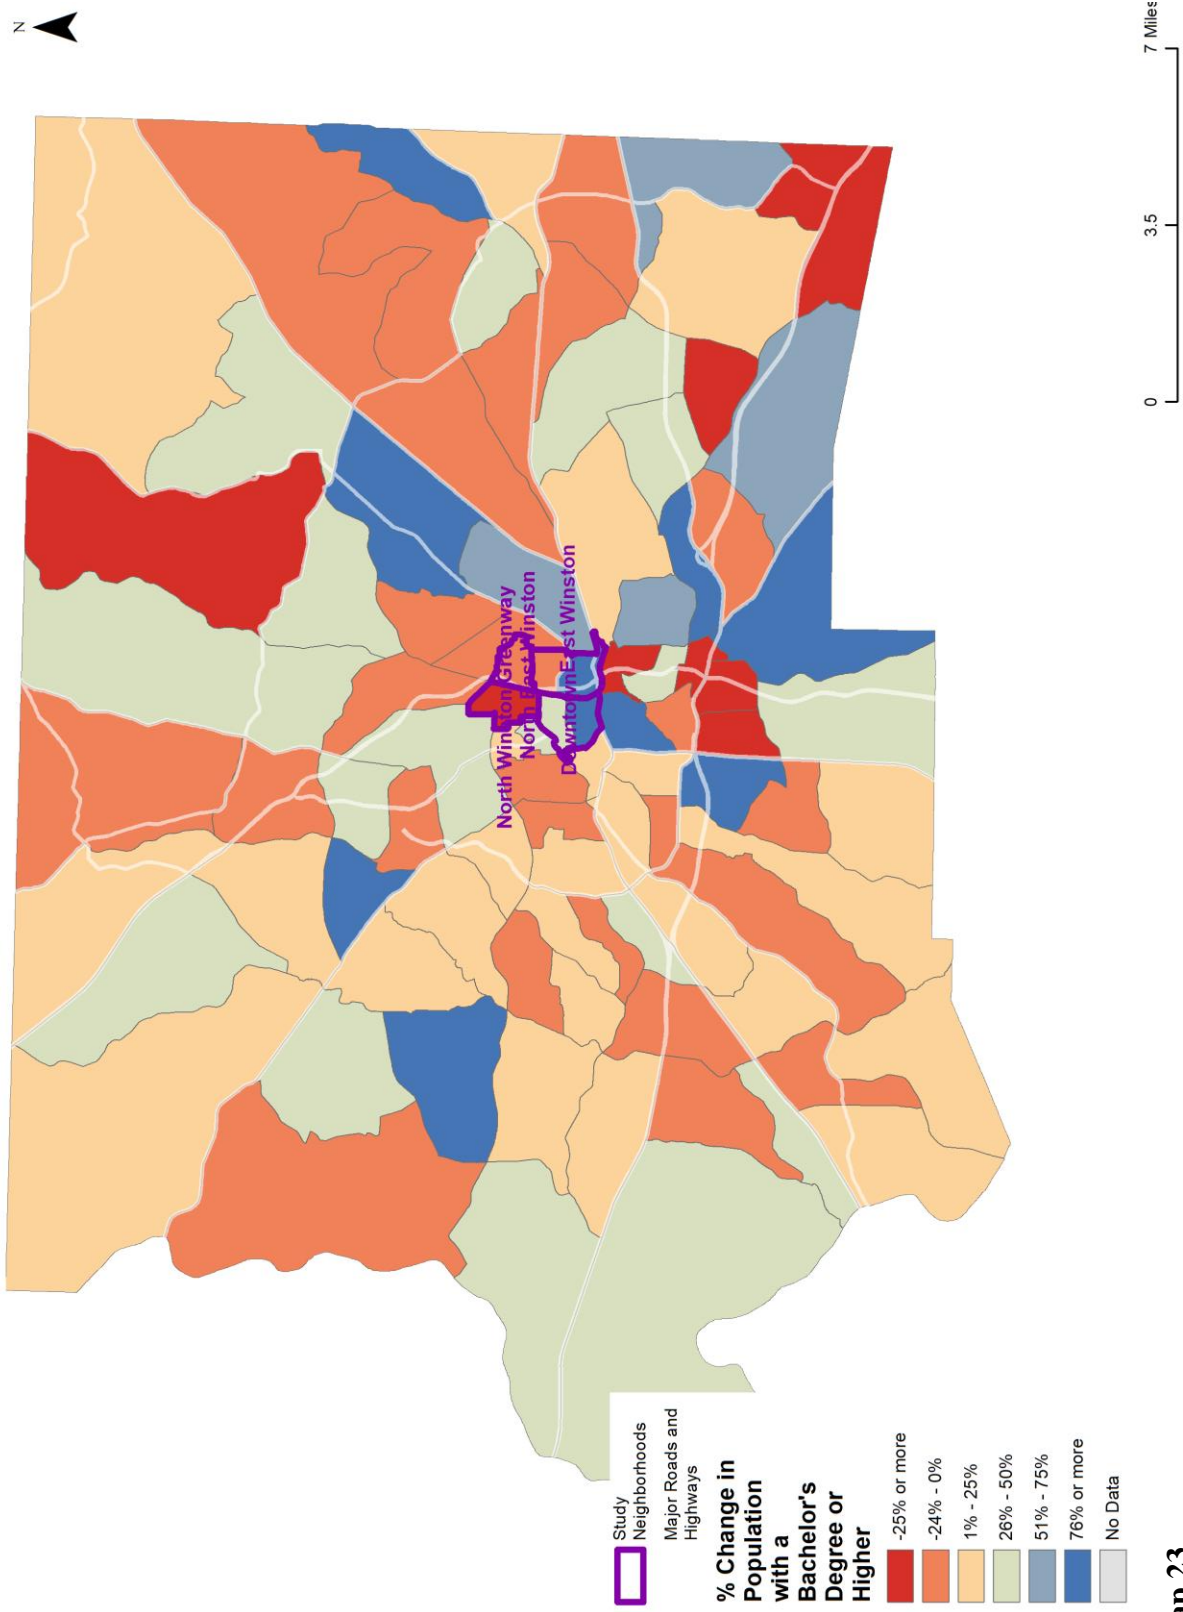 N
North Winston Greenway
North East Winston
Downtown
East Winston
Study
Neighborhoods
Major Roads and
Highways
% Change in
Population
with a
Bachelor's
Degree or
Higher
-25% or more
-24% - 0%
1% - 25%
26% - 50%
51% - 75%
76% or more
No Data
0
3.5
7 Miles
23